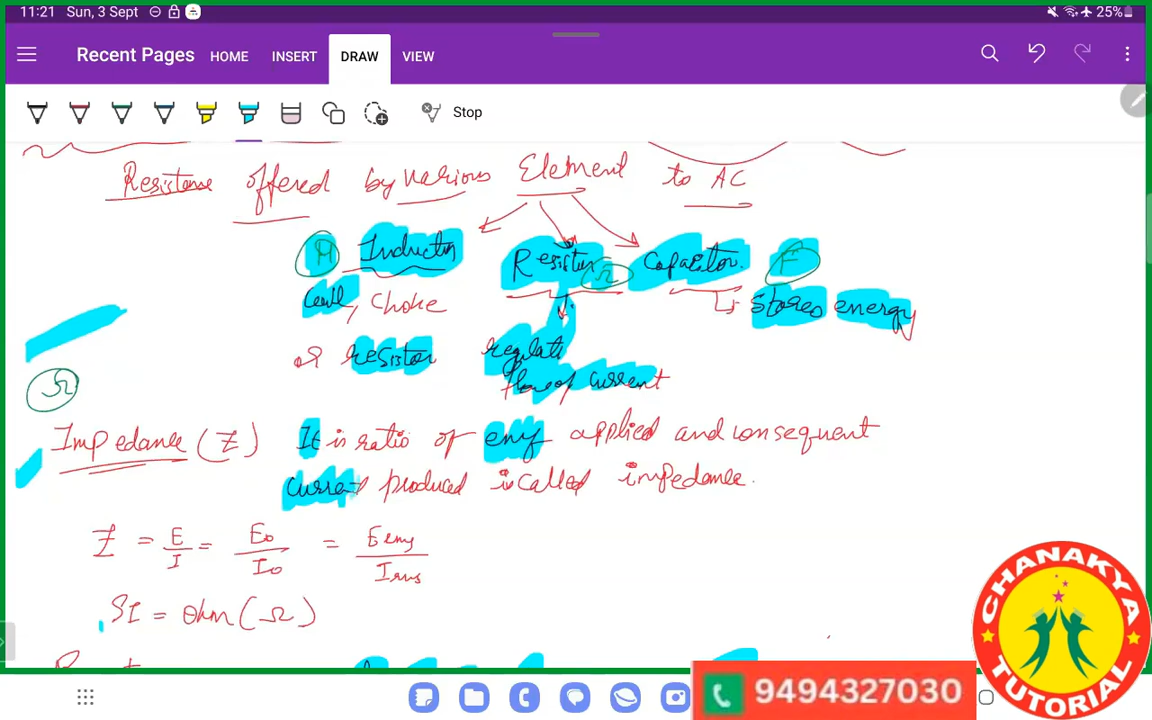 11:21 Sun, 3 Sept
25%
Recent Pages HOME INSERT DRAW VIEW
Stop
Resistance offered by various Element to AC
H Inductor Resistor Ω Capacitor F
Coil, Choke Stores energy
or resistor regulate
flow of current
Ω
Impedance (Z) It is ratio of emf applied and consequent
current produced is called impedance.
Z = E/I = E₀/I₀ = Eemf/Irms
SI = ohm (Ω)
CHANAKYA
TUTORIAL
9494327030